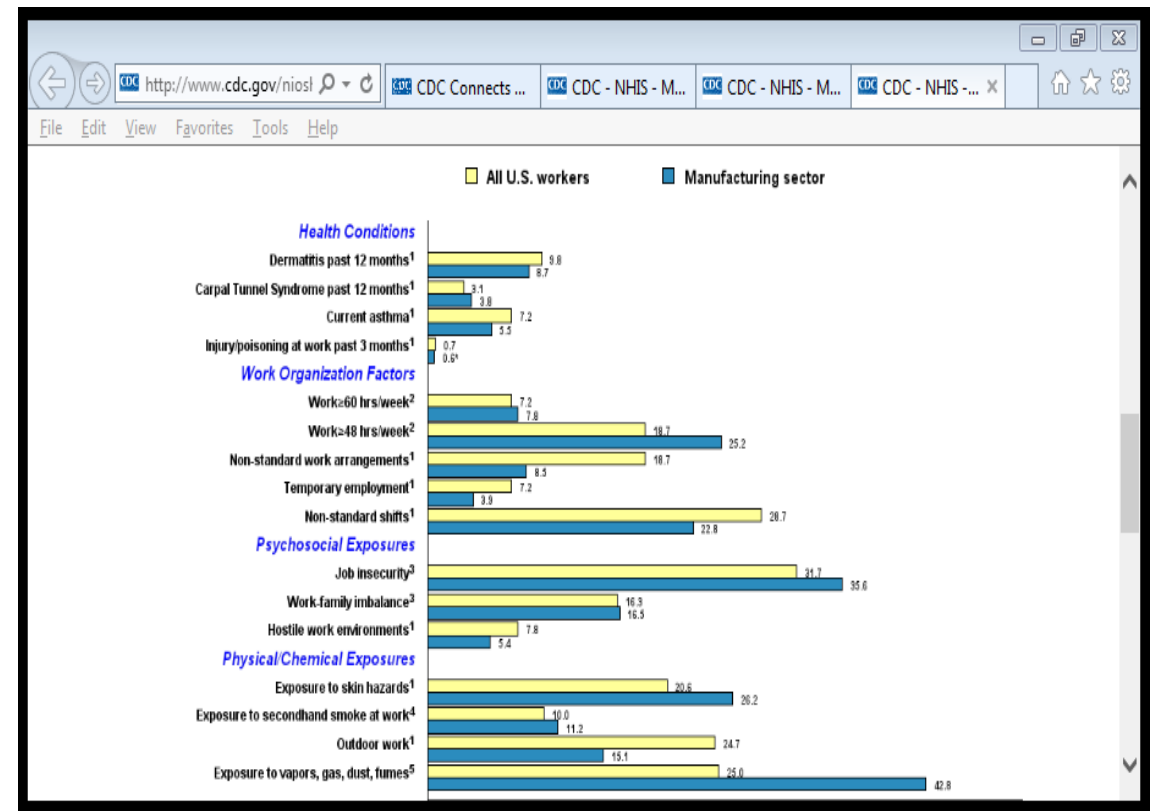 CDC http://www.cdc.gov/niosh
CDC CDC Connects ...
CDC CDC - NHIS - M...
CDC CDC - NHIS - M...
CDC CDC - NHIS -...
File Edit View Favorites Tools Help
All U.S. workers Manufacturing sector
Health Conditions
Dermatitis past 12 months1 9.8
8.7
Carpal Tunnel Syndrome past 12 months1 3.1
3.8
Current asthma1 7.2
5.5
Injury/poisoning at work past 3 months1 0.7
0.6*
Work Organization Factors
Work≥60 hrs/week2 7.2
7.8
Work≥48 hrs/week2 18.7
25.2
Non-standard work arrangements1 18.7
8.5
Temporary employment1 7.2
3.9
Non-standard shifts1 28.7
22.8
Psychosocial Exposures
Job insecurity3 31.7
35.6
Work-family imbalance3 16.3
16.5
Hostile work environments1 7.8
5.4
Physical/Chemical Exposures
Exposure to skin hazards1 20.6
26.2
Exposure to secondhand smoke at work4 10.0
11.2
Outdoor work1 24.7
15.1
Exposure to vapors, gas, dust, fumes5 25.0
42.8